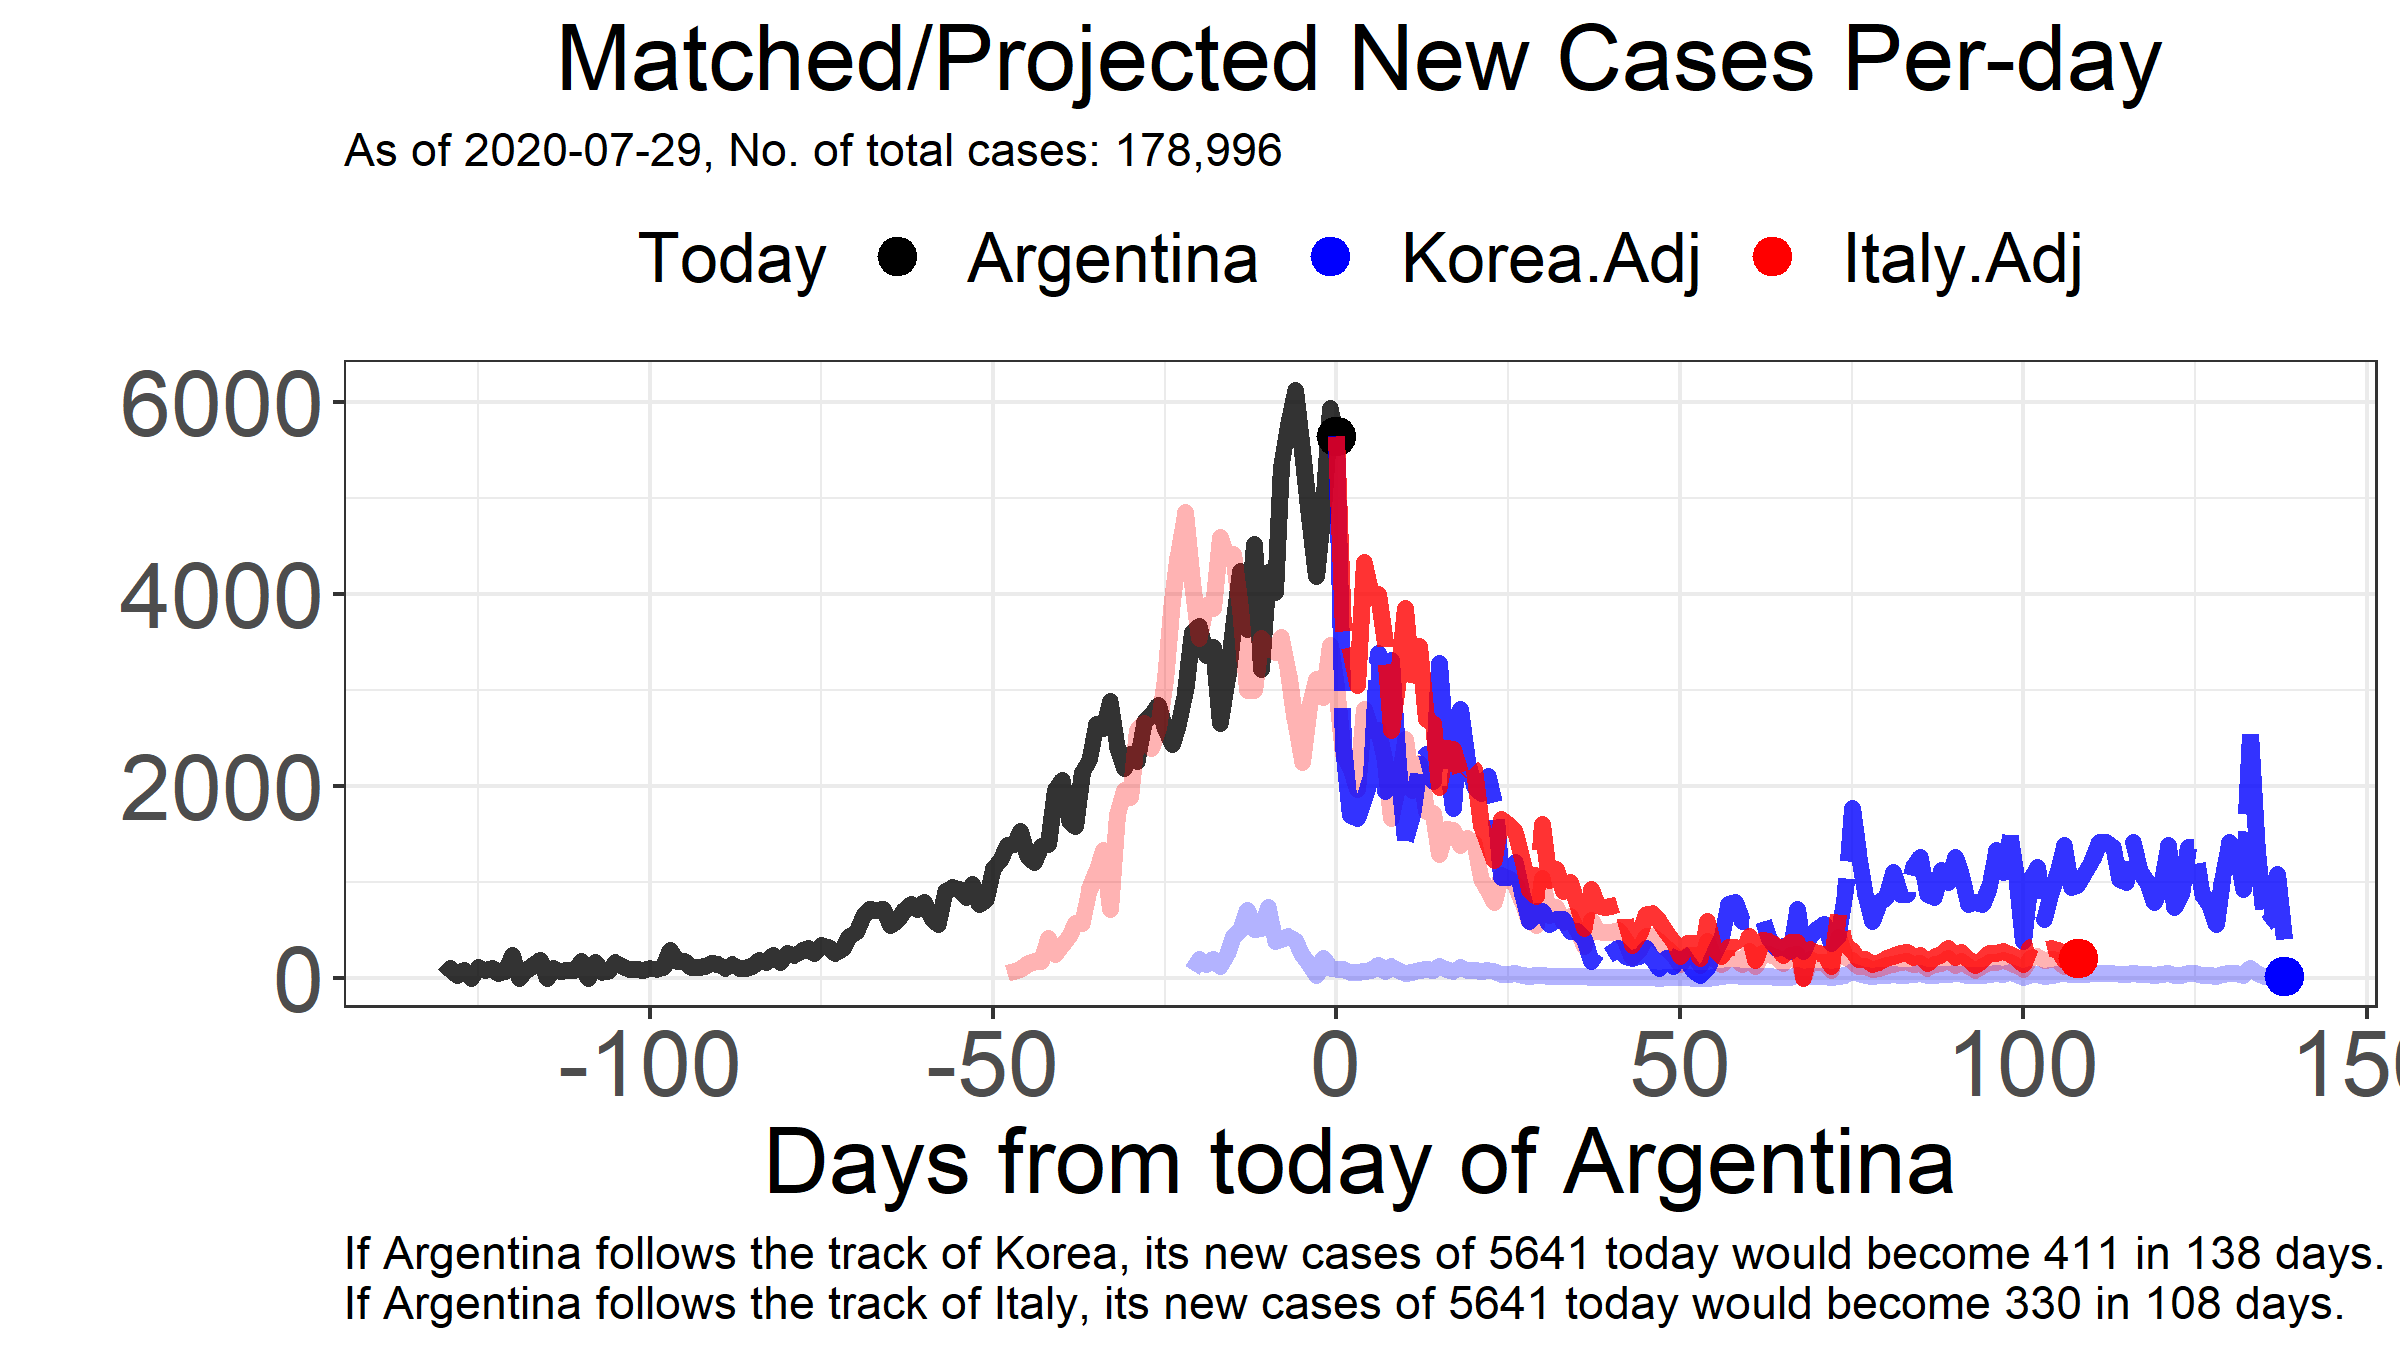 Matched/Projected New Cases Per-day
As of 2020-07-29, No. of total cases: 178,996
Today Argentina Korea.Adj Italy.Adj
6000
4000
2000
0
-100 -50 0 50 100 150
Days from today of Argentina
If Argentina follows the track of Korea, its new cases of 5641 today would become 411 in 138 days.
If Argentina follows the track of Italy, its new cases of 5641 today would become 330 in 108 days.